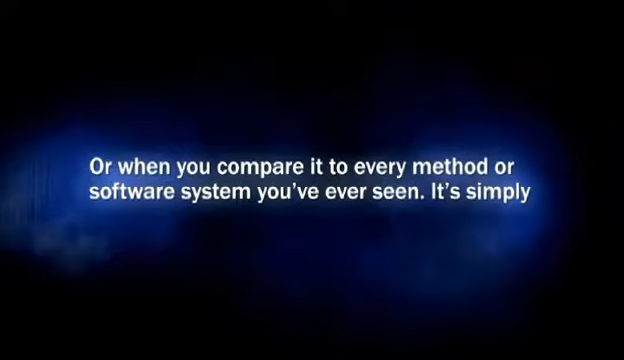 Or when you compare it to every method or
software system you've ever seen. It's simply